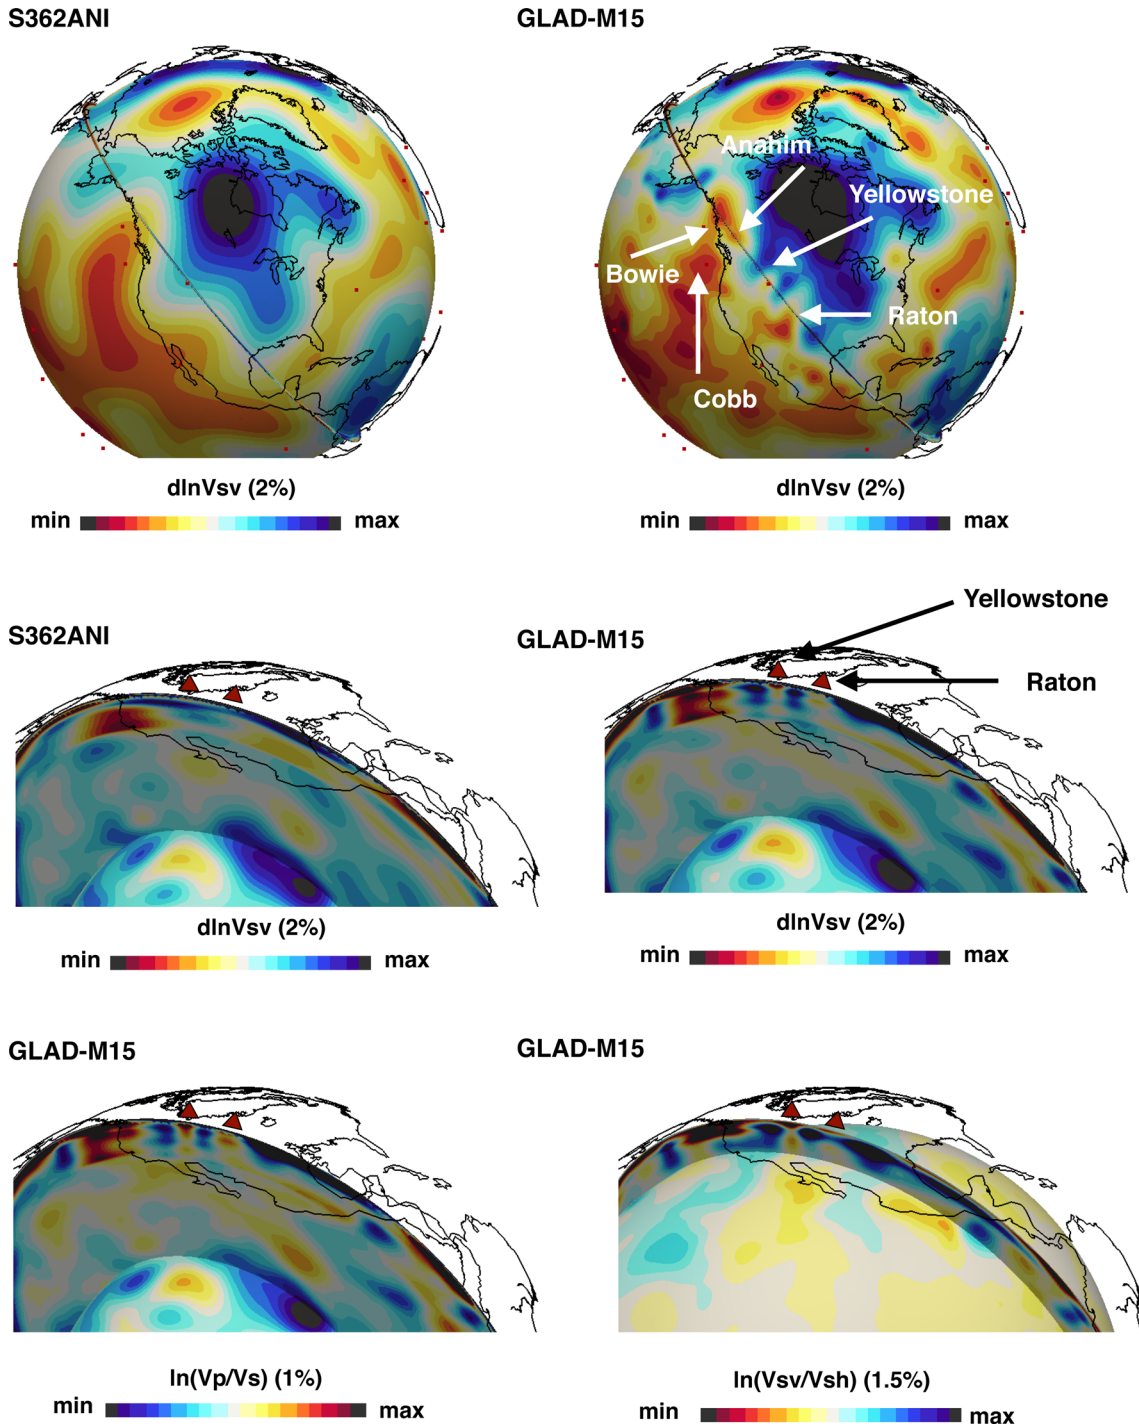 S362ANI
GLAD-M15
Anahim
Yellowstone
Bowie
Raton
Cobb
dlnVsv (2%)
dlnVsv (2%)
min
max
min
max
Yellowstone
S362ANI
GLAD-M15
Raton
dlnVsv (2%)
dlnVsv (2%)
min
max
min
max
GLAD-M15
GLAD-M15
ln(Vp/Vs) (1%)
ln(Vsv/Vsh) (1.5%)
min
max
min
max